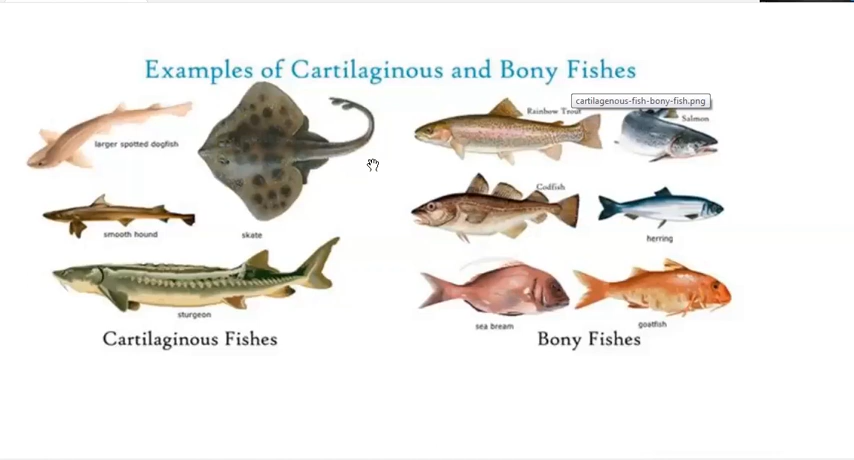 Examples of Cartilaginous and Bony Fishes
cartilagenous-fish-bony-fish.png
larger spotted dogfish
smooth hound
skate
sturgeon
Cartilaginous Fishes
Rainbow Trout
Salmon
Codfish
herring
sea bream
goatfish
Bony Fishes